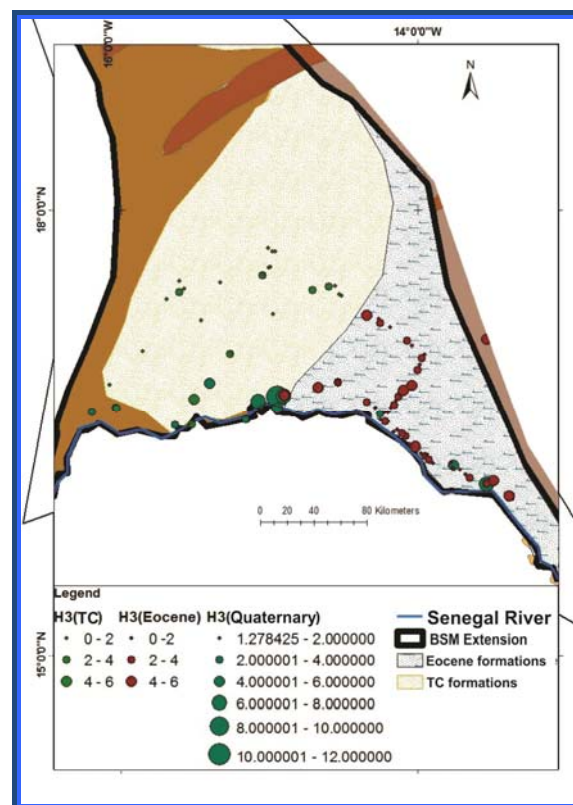 16°0'0"W
14°0'0"W
N
18°0'0"N
0 20 40 80 Kilometers
15°0'0"N
Legend
H3(TC) H3(Eocene) H3(Quaternary)
0 - 2 0 -2 1.278425 - 2.000000
2 - 4 2 - 4 2.000001 - 4.000000
4 - 6 4 - 6 4.000001 - 6.000000
6.000000 - 8.000000
8.000001 - 10.000000
10.000001 - 12.000000
Senegal River
BSM Extension
Eocene formations
TC formations